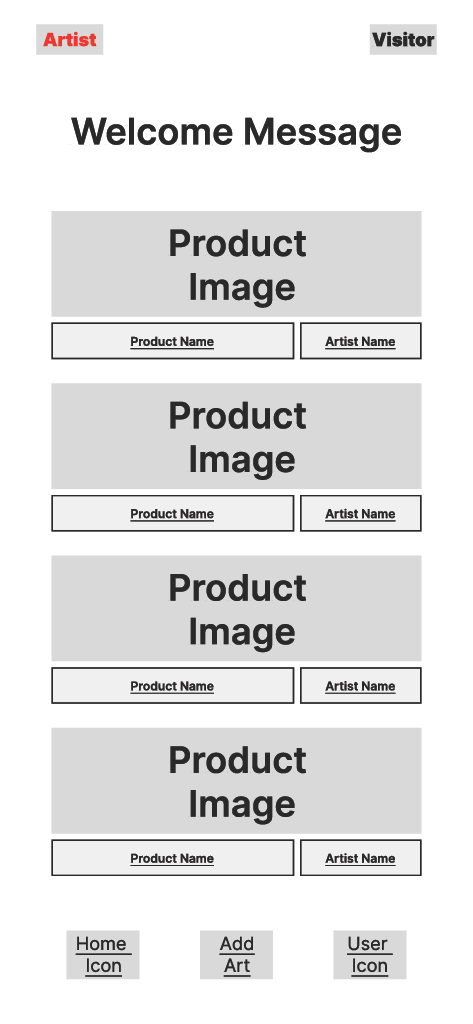 Artist
Visitor
Welcome Message
Product
Image
Product Name
Artist Name
Product
Image
Product Name
Artist Name
Product
Image
Product Name
Artist Name
Product
Image
Product Name
Artist Name
Home
Icon
Add
Art
User
Icon